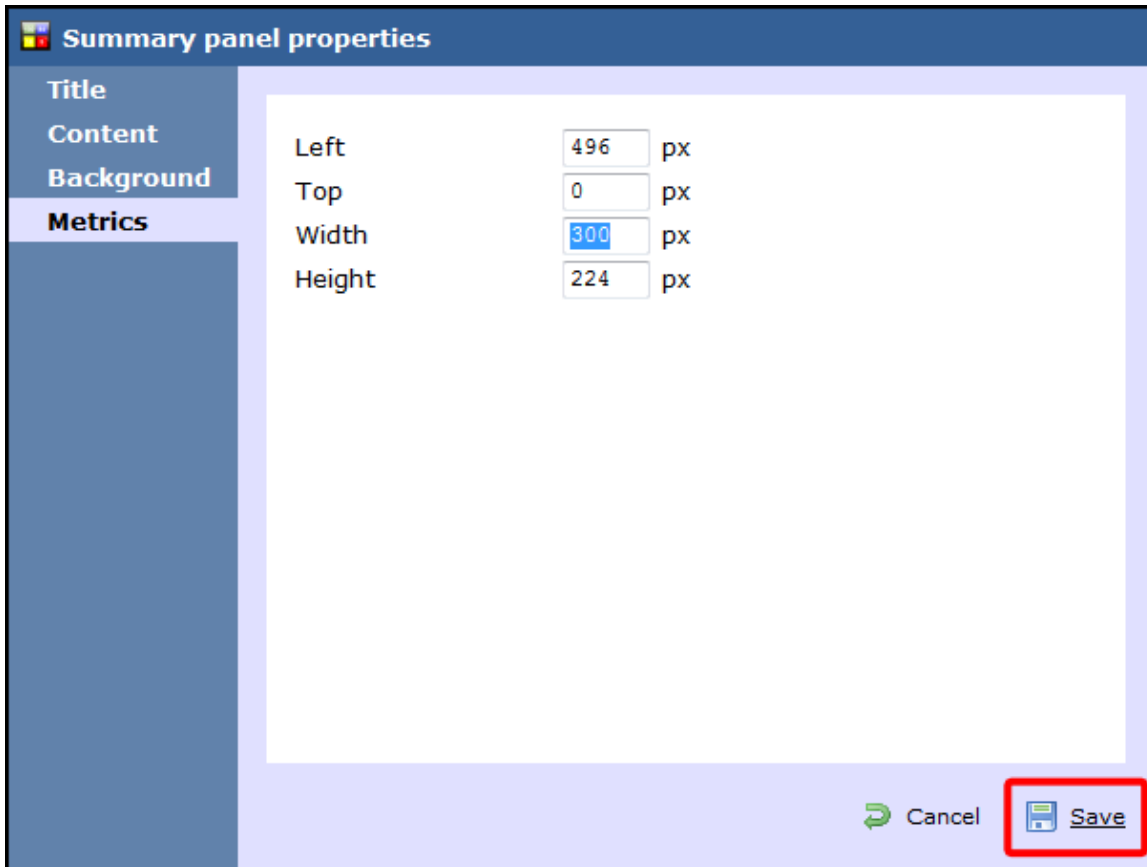 Summary panel properties
Title
Content
Background
Metrics
Left 496 px
Top 0 px
Width 300 px
Height 224 px
Cancel Save